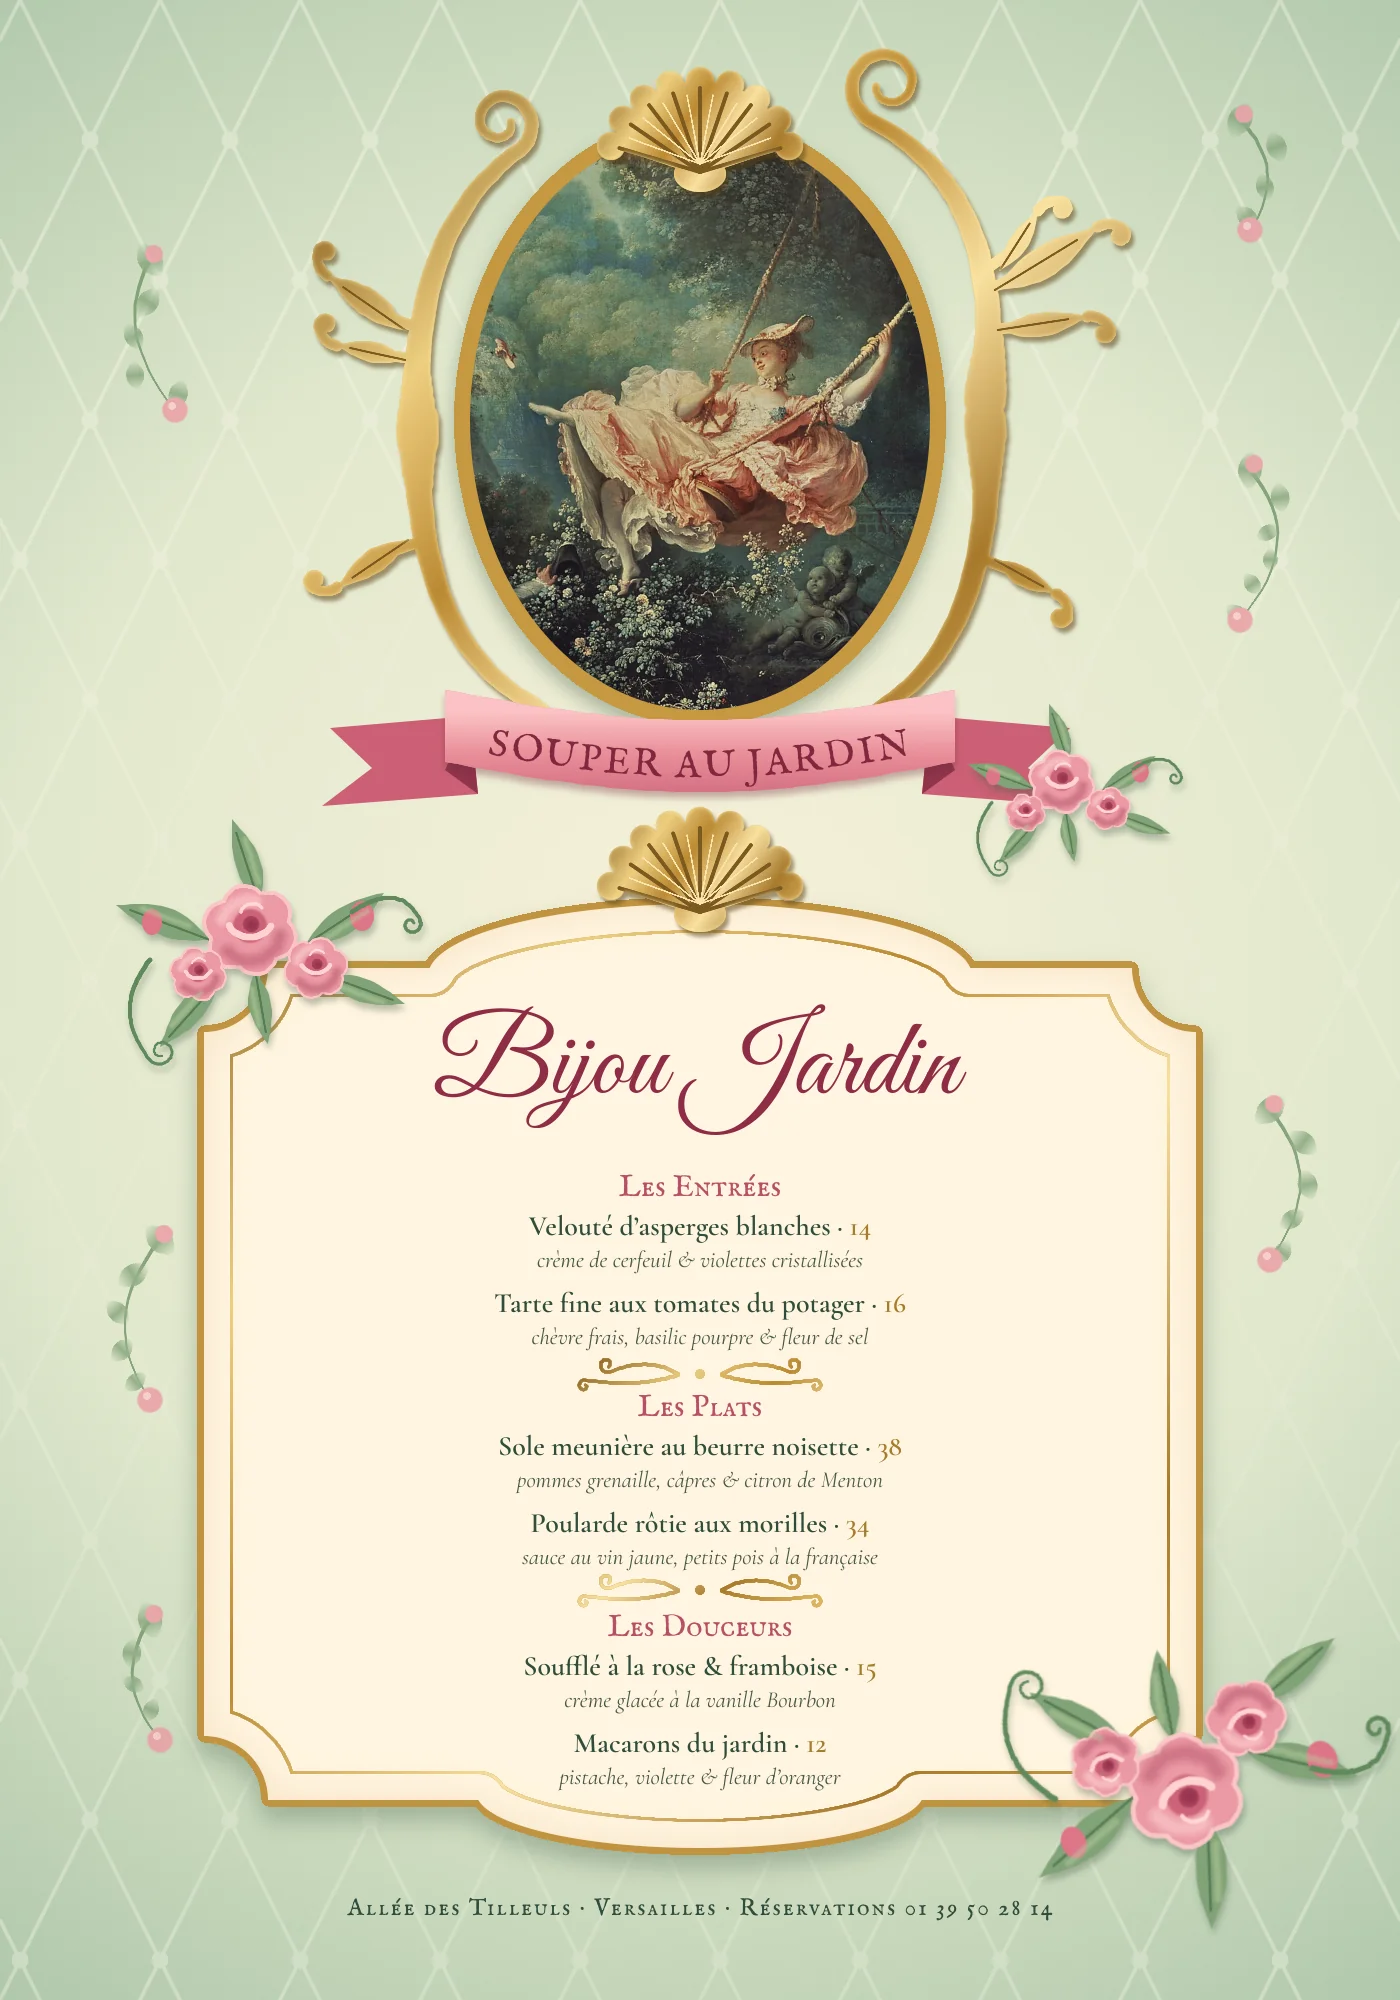 SOUPER AU JARDIN
Bijou Jardin
Les Entrées
Velouté d’asperges blanches · 14
crème de cerfeuil & violettes cristallisées
Tarte fine aux tomates du potager · 16
chèvre frais, basilic pourpre & fleur de sel
Les Plats
Sole meunière au beurre noisette · 38
pommes grenaille, câpres & citron de Menton
Poularde rôtie aux morilles · 34
sauce au vin jaune, petits pois à la française
Les Douceurs
Soufflé à la rose & framboise · 15
crème glacée à la vanille Bourbon
Macarons du jardin · 12
pistache, violette & fleur d’oranger
Allée des Tilleuls · Versailles · Réservations 01 39 50 28 14